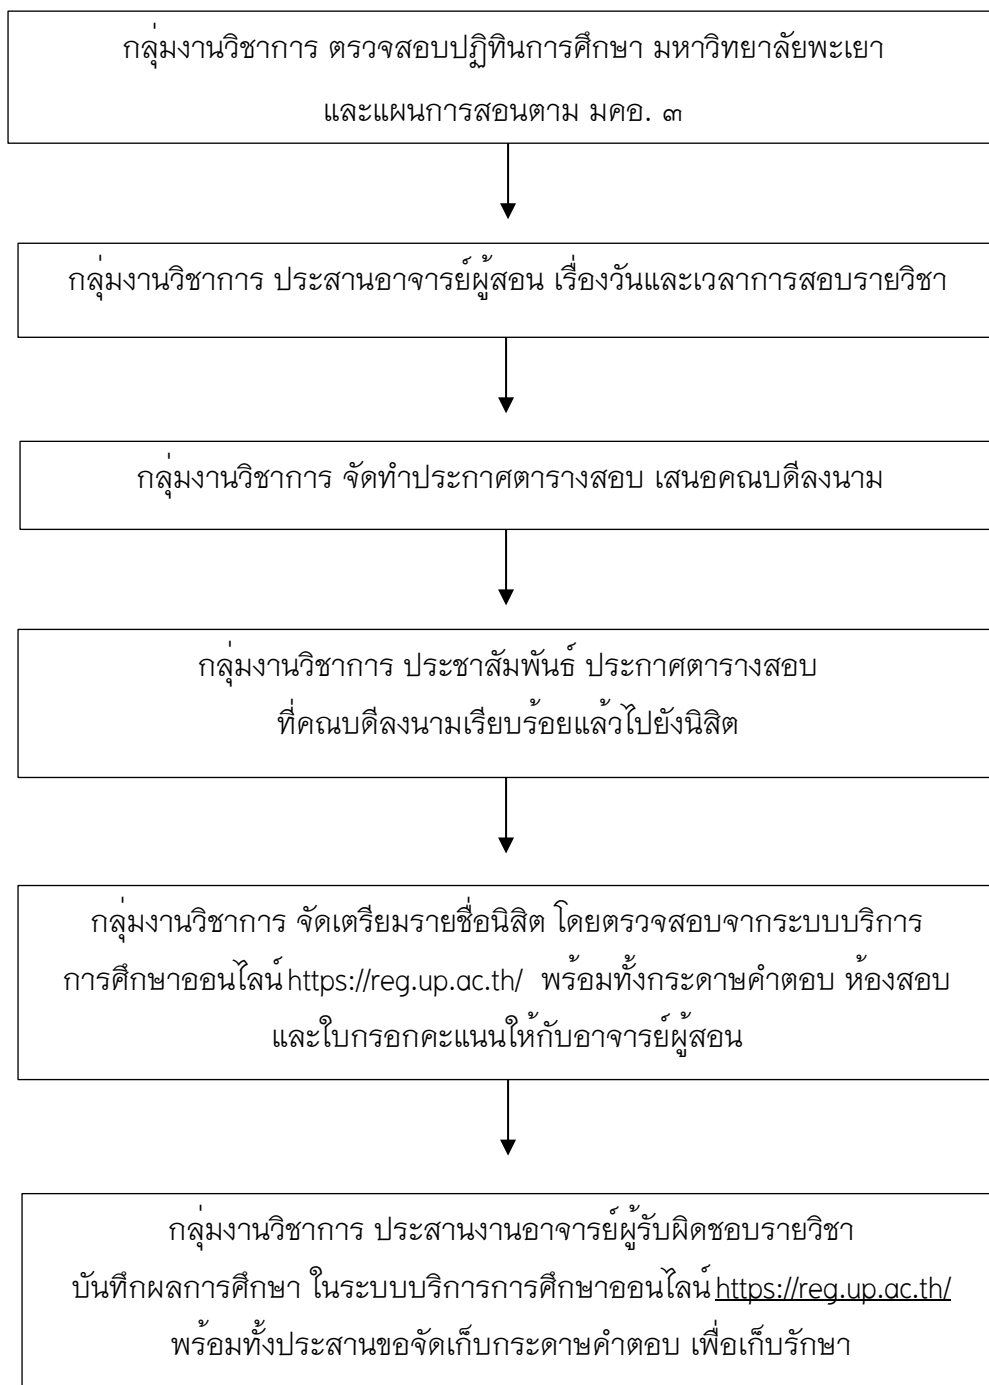 กลุ่มงานวิชาการ ตรวจสอบปฏิทินการศึกษา มหาวิทยาลัยพะเยา
และแผนการสอนตาม มคอ. ๓
กลุ่มงานวิชาการ ประสานอาจารย์ผู้สอน เรื่องวันและเวลาการสอบรายวิชา
กลุ่มงานวิชาการ จัดทำประกาศตารางสอบ เสนอคณบดีลงนาม
กลุ่มงานวิชาการ ประชาสัมพันธ์ ประกาศตารางสอบ
ที่คณบดีลงนามเรียบร้อยแล้วไปยังนิสิต
กลุ่มงานวิชาการ จัดเตรียมรายชื่อนิสิต โดยตรวจสอบจากระบบบริการ
การศึกษาออนไลน์ https://reg.up.ac.th/ พร้อมทั้งกระดาษคำตอบ ห้องสอบ
และใบกรอกคะแนนให้กับอาจารย์ผู้สอน
กลุ่มงานวิชาการ ประสานงานอาจารย์ผู้รับผิดชอบรายวิชา
บันทึกผลการศึกษา ในระบบบริการการศึกษาออนไลน์ https://reg.up.ac.th/
พร้อมทั้งประสานขอจัดเก็บกระดาษคำตอบ เพื่อเก็บรักษา